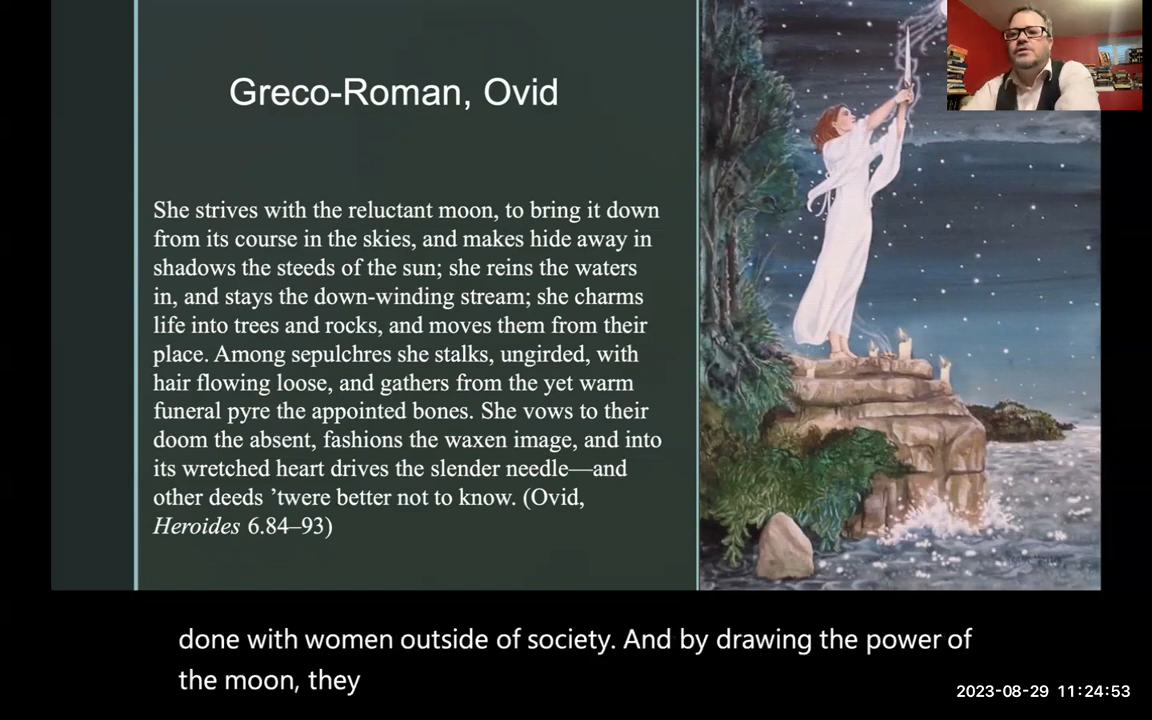 Greco-Roman, Ovid
She strives with the reluctant moon, to bring it down
from its course in the skies, and makes hide away in
shadows the steeds of the sun; she reins the waters
in, and stays the down-winding stream; she charms
life into trees and rocks, and moves them from their
place. Among sepulchres she stalks, ungirded, with
hair flowing loose, and gathers from the yet warm
funeral pyre the appointed bones. She vows to their
doom the absent, fashions the waxen image, and into
its wretched heart drives the slender needle—and
other deeds ’twere better not to know. (Ovid,
Heroides 6.84–93)
done with women outside of society. And by drawing the power of
the moon, they
2023-08-29 11:24:53